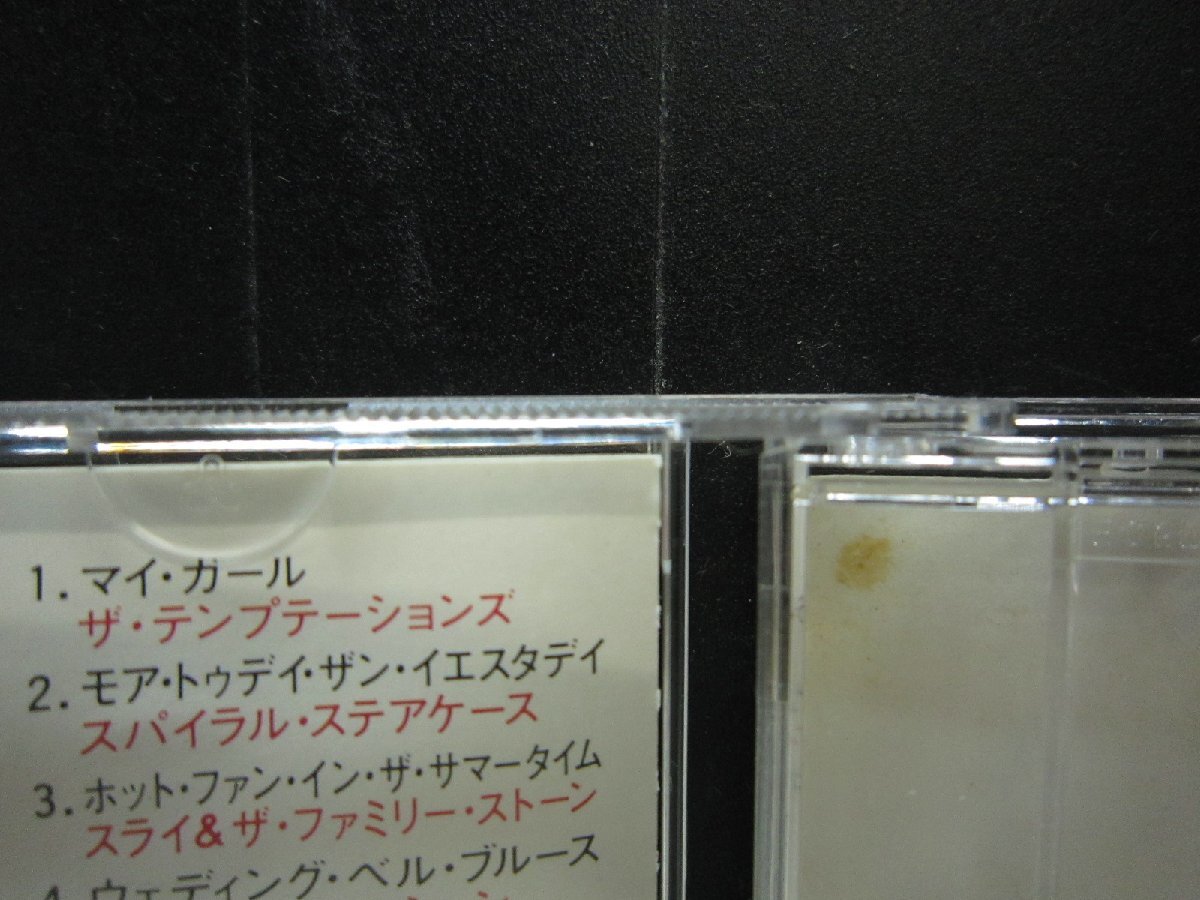 1. マイ・ガール
ザ・テンプテーションズ
2. モア・トゥデイ・ザン・イエスタデイ
スパイラル・ステアケース
3. ホット・ファン・イン・ザ・サマータイム
スライ&ザ・ファミリー・ストーン
4. ウェディング・ベル・ブルース